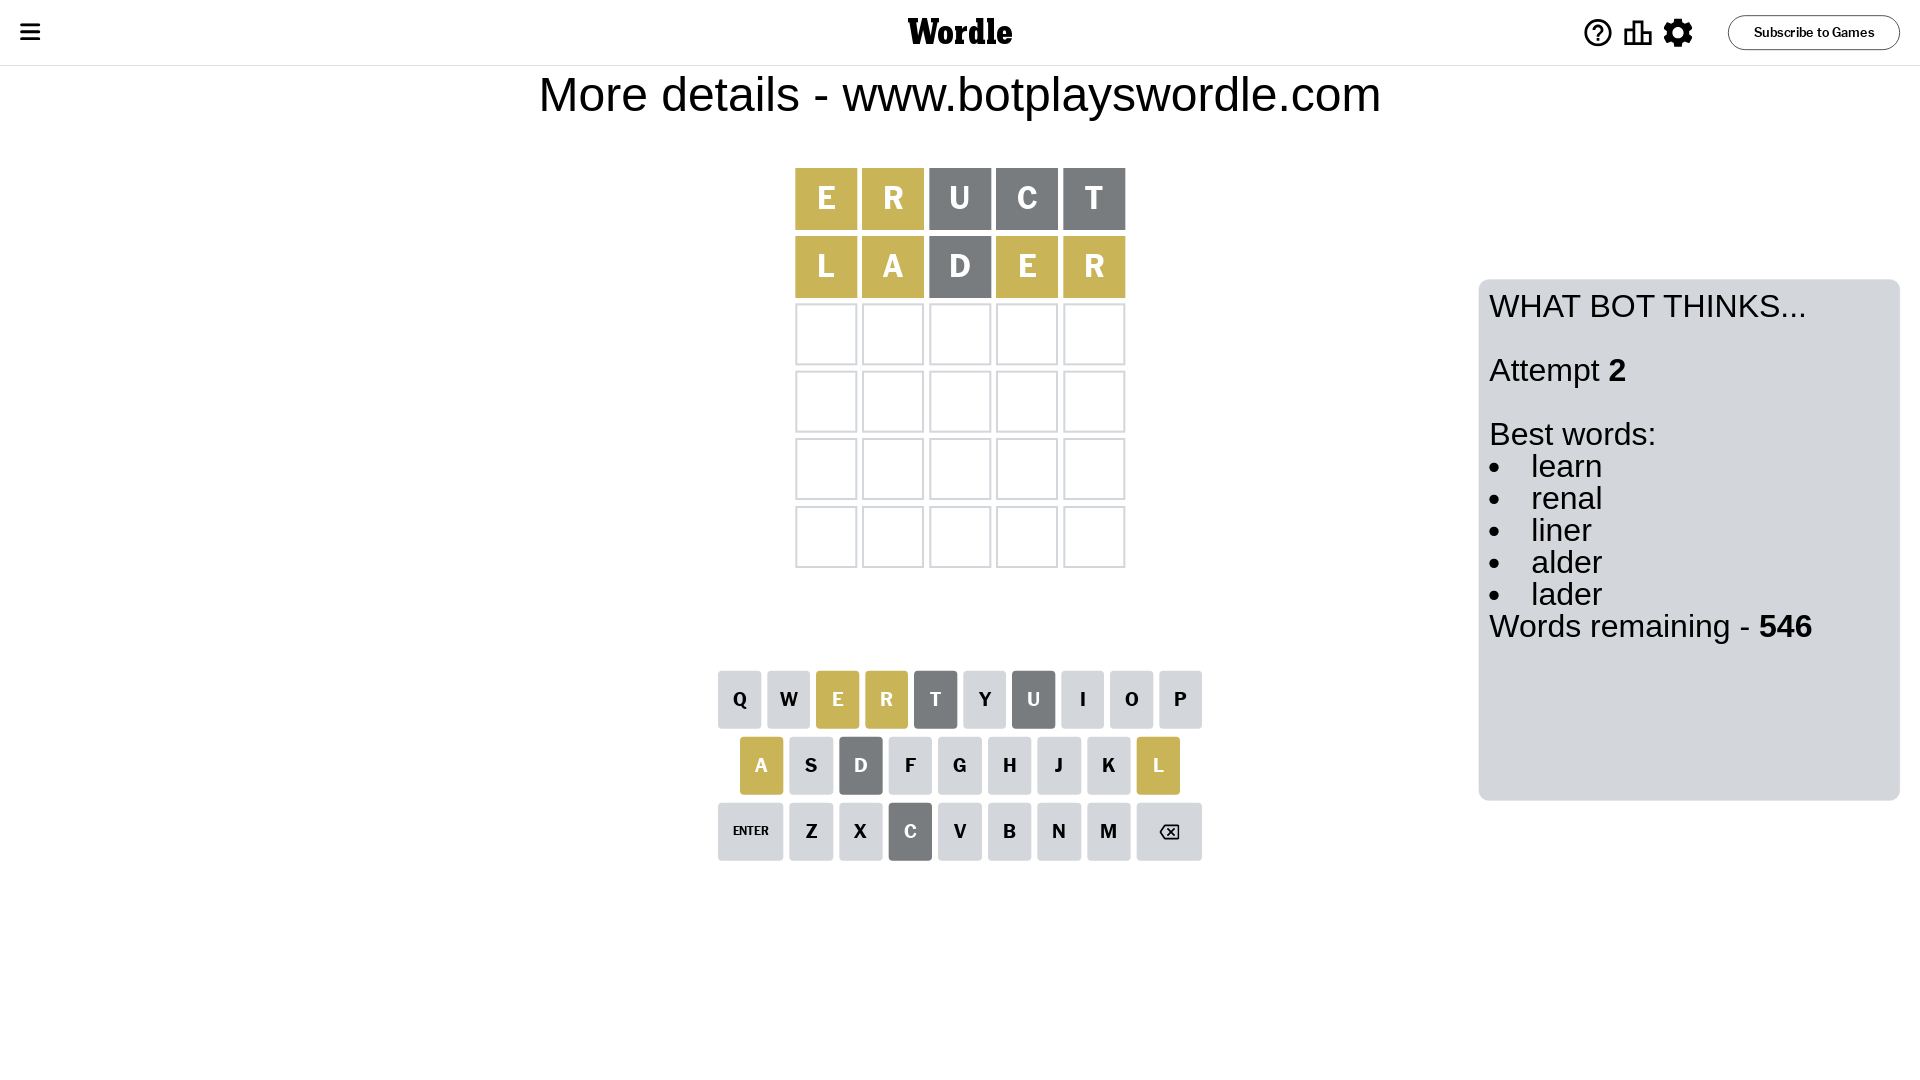 Wordle
Subscribe to Games
More details - www.botplayswordle.com
E R U C T
L A D E R
WHAT BOT THINKS...
Attempt 2
Best words:
• learn
• renal
• liner
• alder
• lader
Words remaining - 546
Q W E R T Y U I O P
A S D F G H J K L
ENTER Z X C V B N M